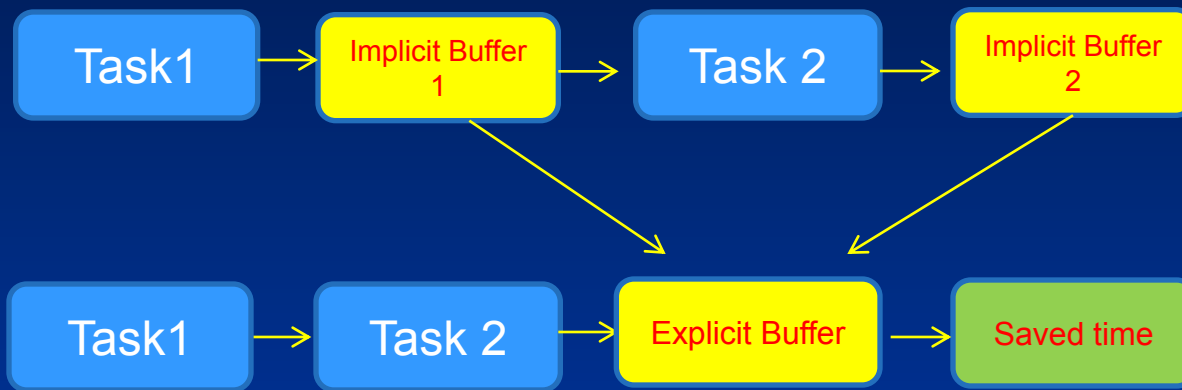 Task1
Implicit Buffer
1
Task 2
Implicit Buffer
2
Task1
Task 2
Explicit Buffer
Saved time